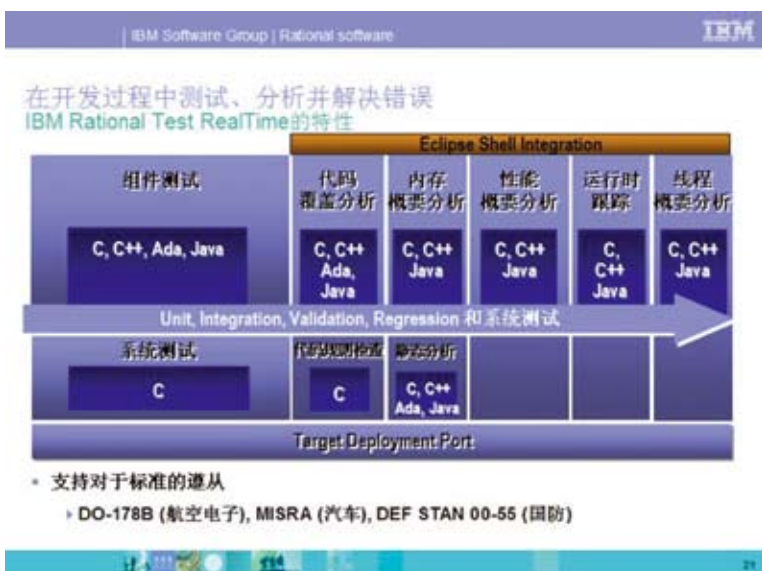 IBM Software Group | Rational software
IBM
在开发过程中测试、分析并解决错误
IBM Rational Test RealTime的特性
Eclipse Shell Integration
组件测试
代码
覆盖分析
内存
概要分析
性能
概要分析
运行时
跟踪
线程
概要分析
C, C++, Ada, Java
C, C++
Ada,
Java
C, C++
Java
C, C++
Java
C,
C++
Java
C, C++
Java
Unit, Integration, Validation, Regression 和系统测试
系统测试
代码规则检查
静态分析
C
C
C, C++
Ada, Java
Target Deployment Port
支持对于标准的遵从
DO-178B (航空电子), MISRA (汽车), DEF STAN 00-55 (国防)